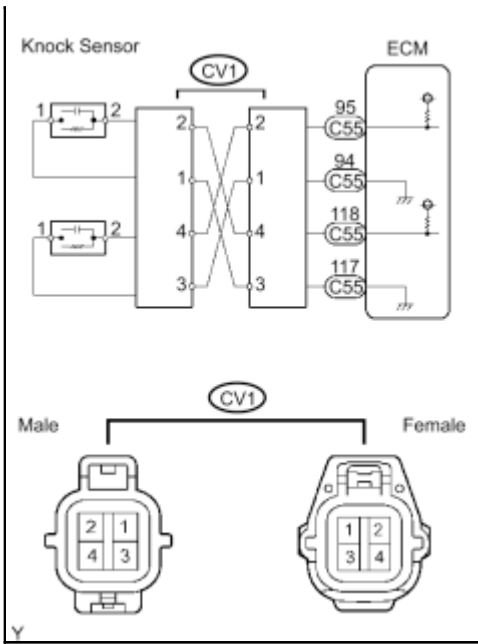 Knock Sensor
ECM
CV1
1 2
2 2
95
C55
1 1
94
C55
1 2
4 4
118
C55
3 3
117
C55
CV1
Male
Female
2 1
4 3
1 2
3 4
Y